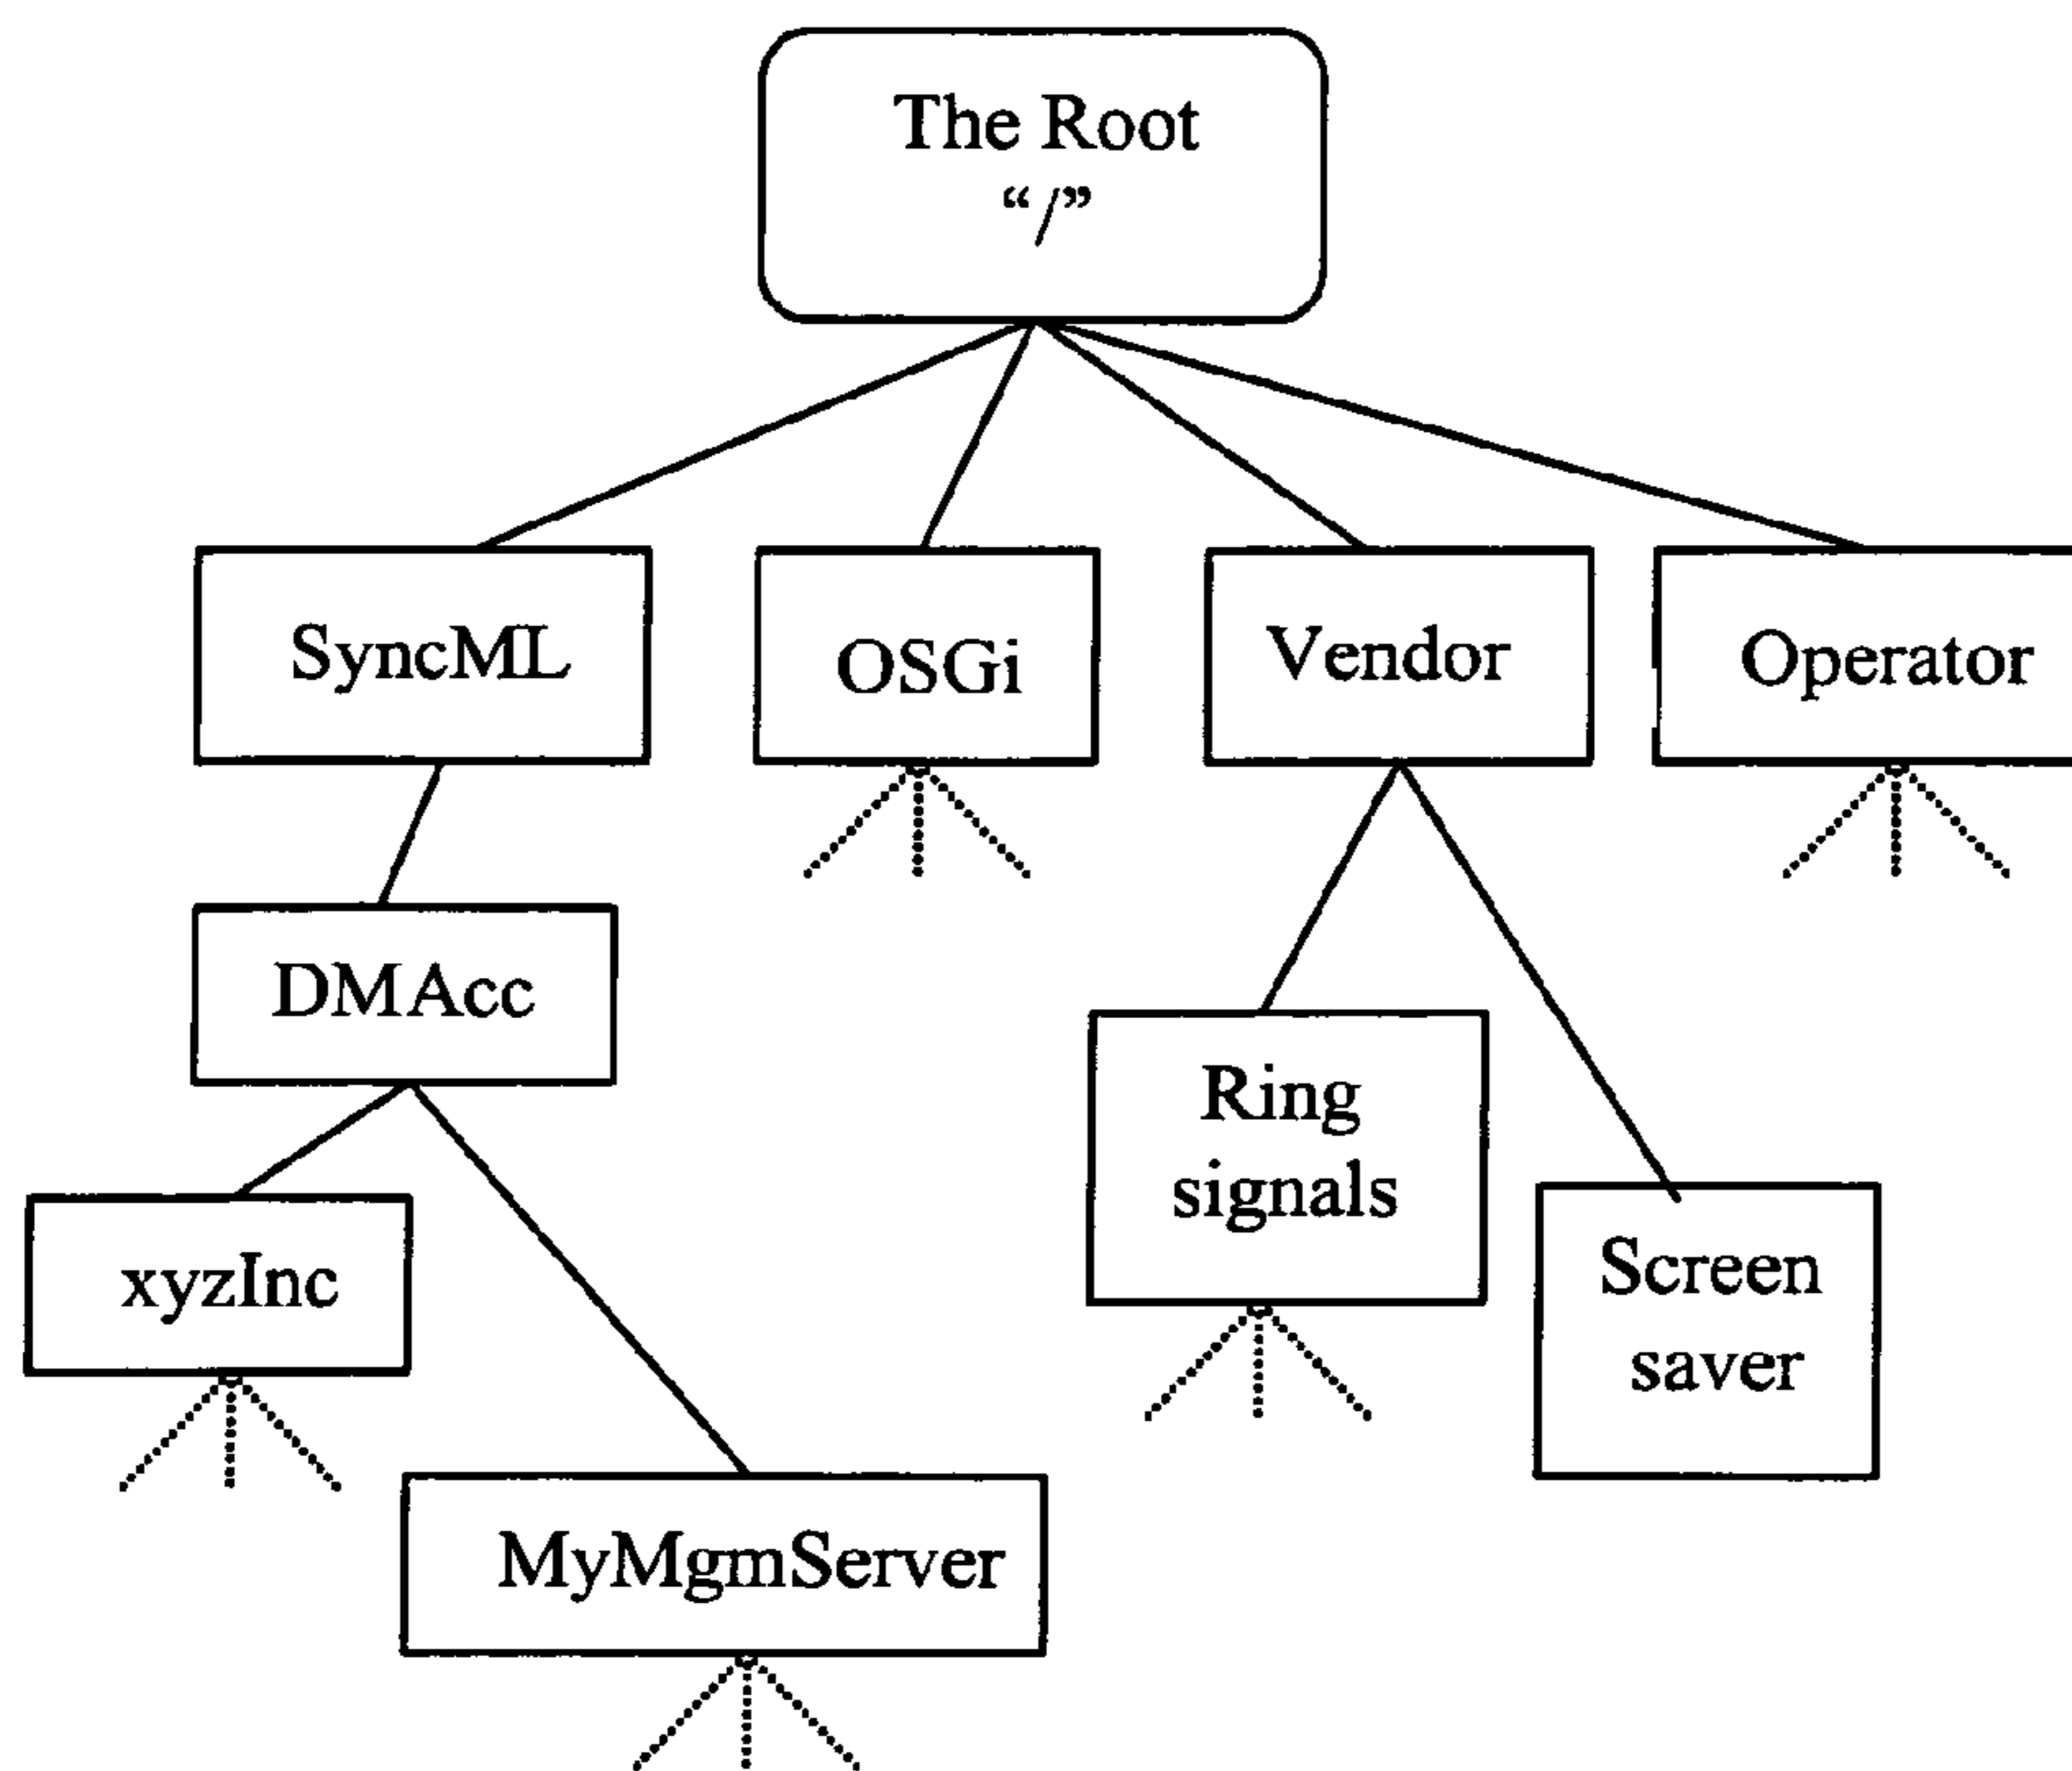 The Root
“/”
SyncML
OSGi
Vendor
Operator
DMAcc
Ring
signals
xyzInc
Screen
saver
MyMgmServer